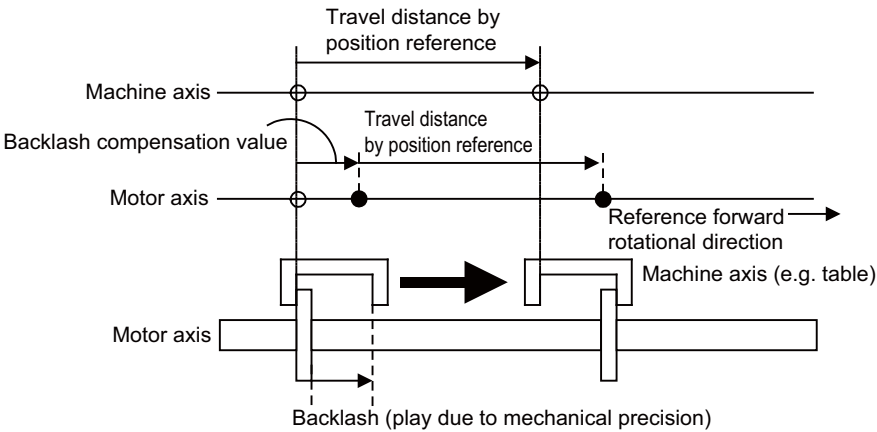 Travel distance by
position reference
Machine axis
Travel distance
by position reference
Backlash compensation value
Motor axis
Reference forward
rotational direction
Machine axis (e.g. table)
Motor axis
Backlash (play due to mechanical precision)